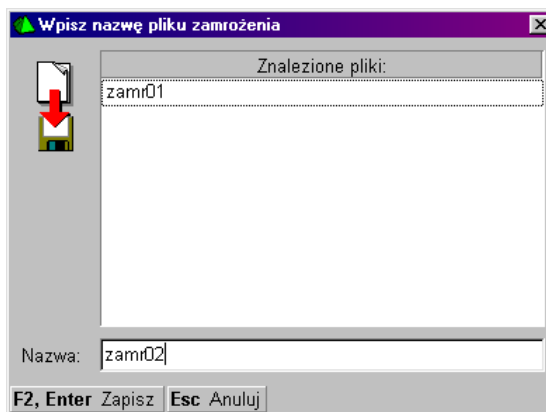 Wpisz nazwę pliku zamrożenia
Znalezione pliki:
zamr01
Nazwa: zamr02
F2, Enter Zapisz Esc Anuluj